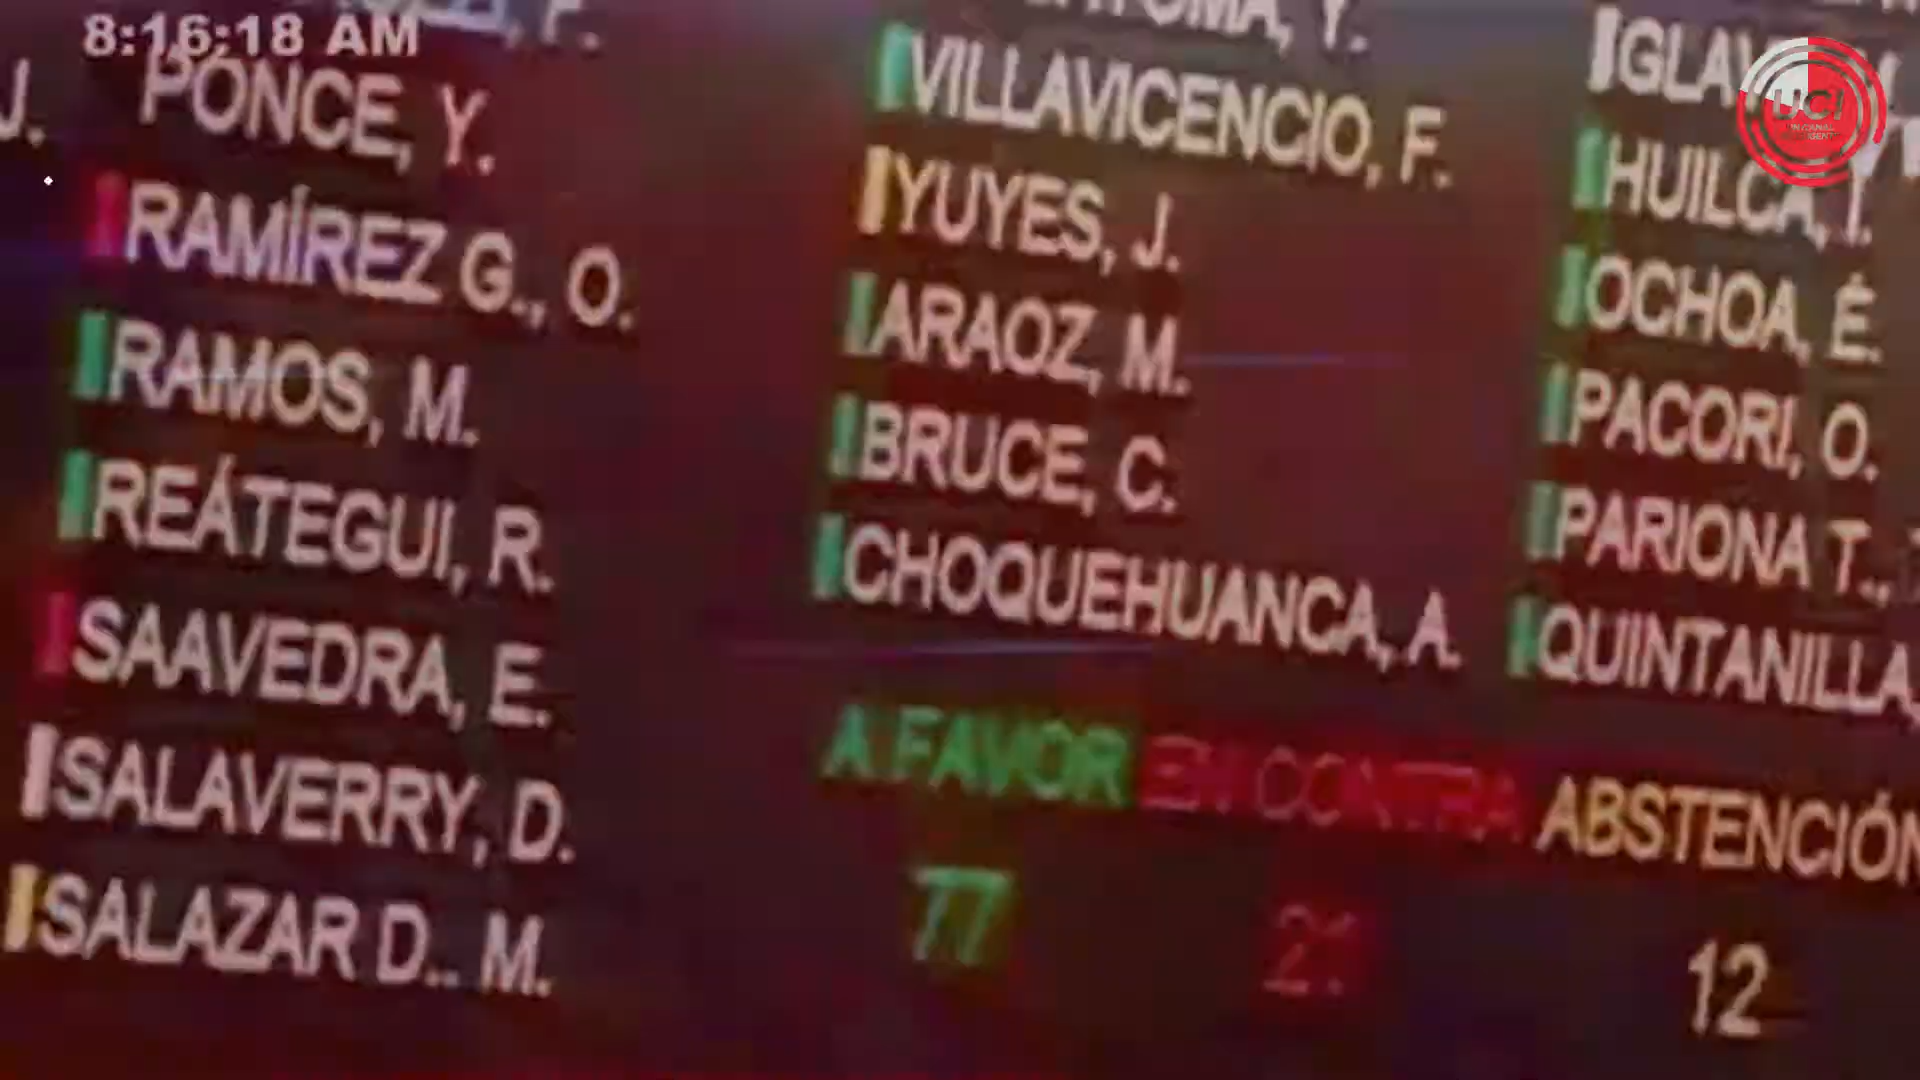 8:16:18 AM
J.
PONCE, Y.
RAMÍREZ G., O.
RAMOS, M.
REÁTEGUI, R.
SAAVEDRA, E.
SALAVERRY, D.
SALAZAR D.. M.
VILLAVICENCIO, F.
YUYES, J.
ARAOZ, M.
BRUCE, C.
CHOQUEHUANCA, A.
HUILCA, I.
OCHOA, É.
PACORI, O.
PARIONA T.,
QUINTANILLA,
A FAVOR EN CONTRA ABSTENCIÓN
77 12
UCI